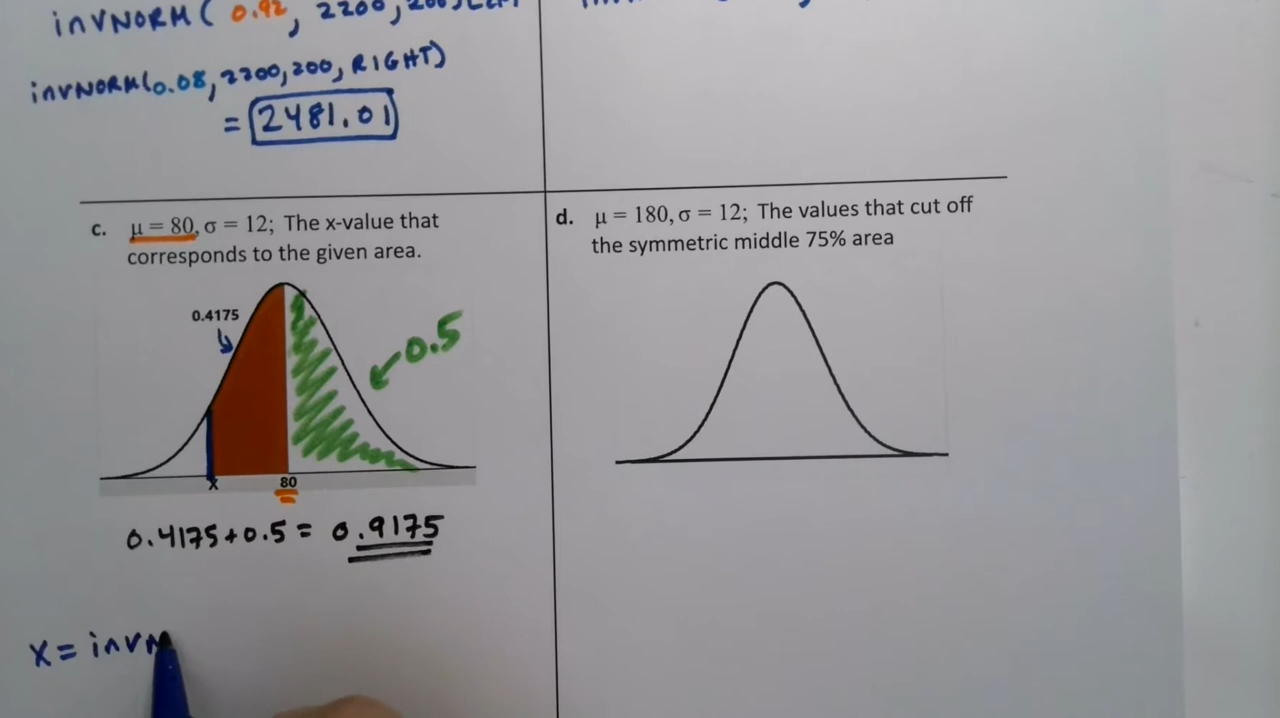 invNORM( 0.92, 2200, 200,
invNORM(0.08, 2200, 200, RIGHT)
= 2481.01
c. μ = 80, σ = 12; The x-value that
corresponds to the given area.
0.4175
0.5
x 80
0.4175+0.5 = 0.9175
x = invN
d. μ = 180, σ = 12; The values that cut off
the symmetric middle 75% area